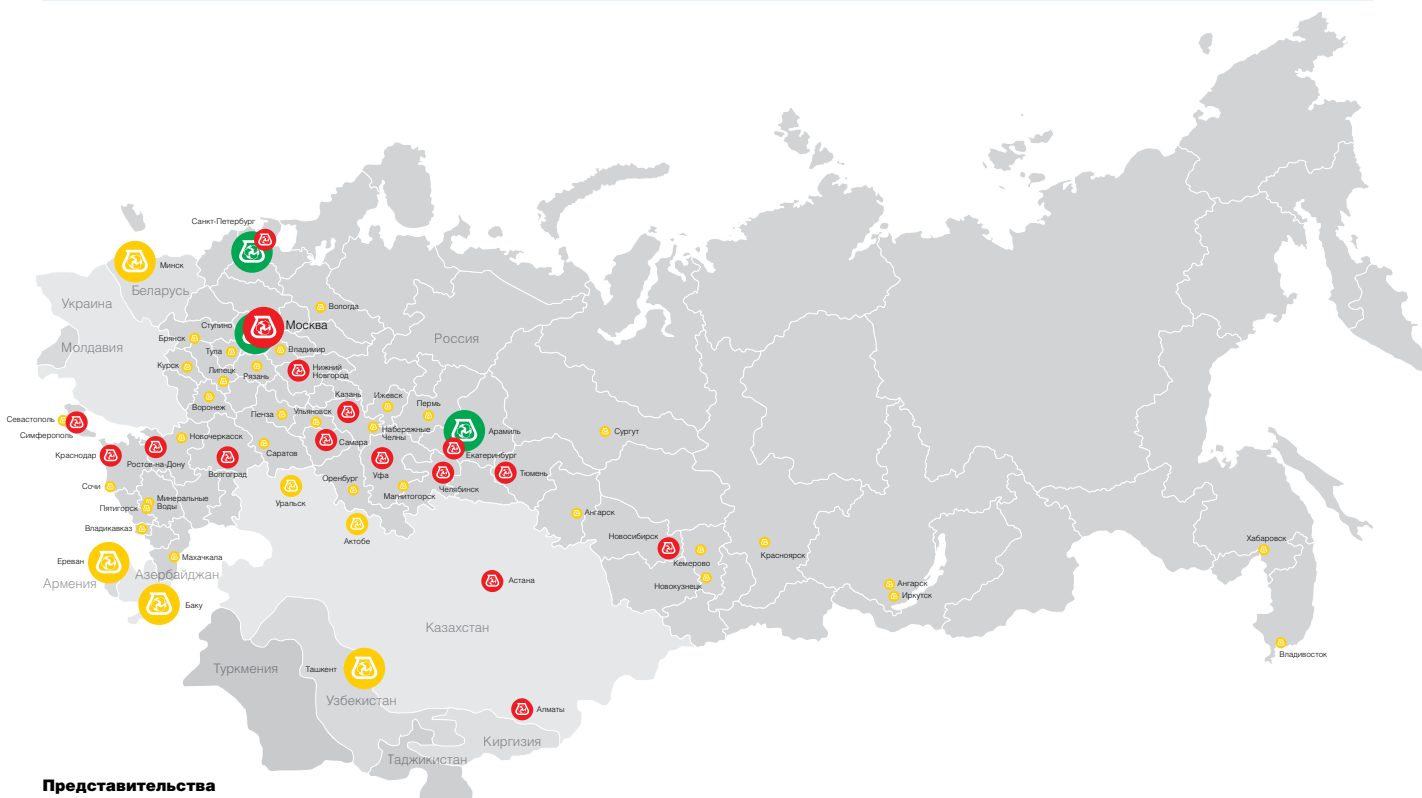 Санкт-Петербург
Минск
Беларусь
Украина
Вологда
Ступино
Москва
Россия
Брянск
Молдавия
Тула
Владимир
Курск
Липецк
Рязань
Нижний
Новгород
Воронеж
Казань
Ижевск
Пермь
Пенза
Ульяновск
Севастополь
Симферополь
Новочеркасск
Набережные
Челны
Арамиль
Сургут
Самара
Краснодар
Ростов-на-Дону
Саратов
Екатеринбург
Волгоград
Уфа
Челябинск
Тюмень
Сочи
Оренбург
Магнитогорск
Уральск
Минеральные
Воды
Пятигорск
Ангарск
Владикавказ
Актобе
Новосибирск
Хабаровск
Ереван
Махачкала
Кемерово
Красноярск
Армения
Азербайджан
Астана
Новокузнецк
Ангарск
Иркутск
Баку
Казахстан
Владивосток
Туркмения
Ташкент
Узбекистан
Алматы
Киргизия
Таджикистан
Представительства